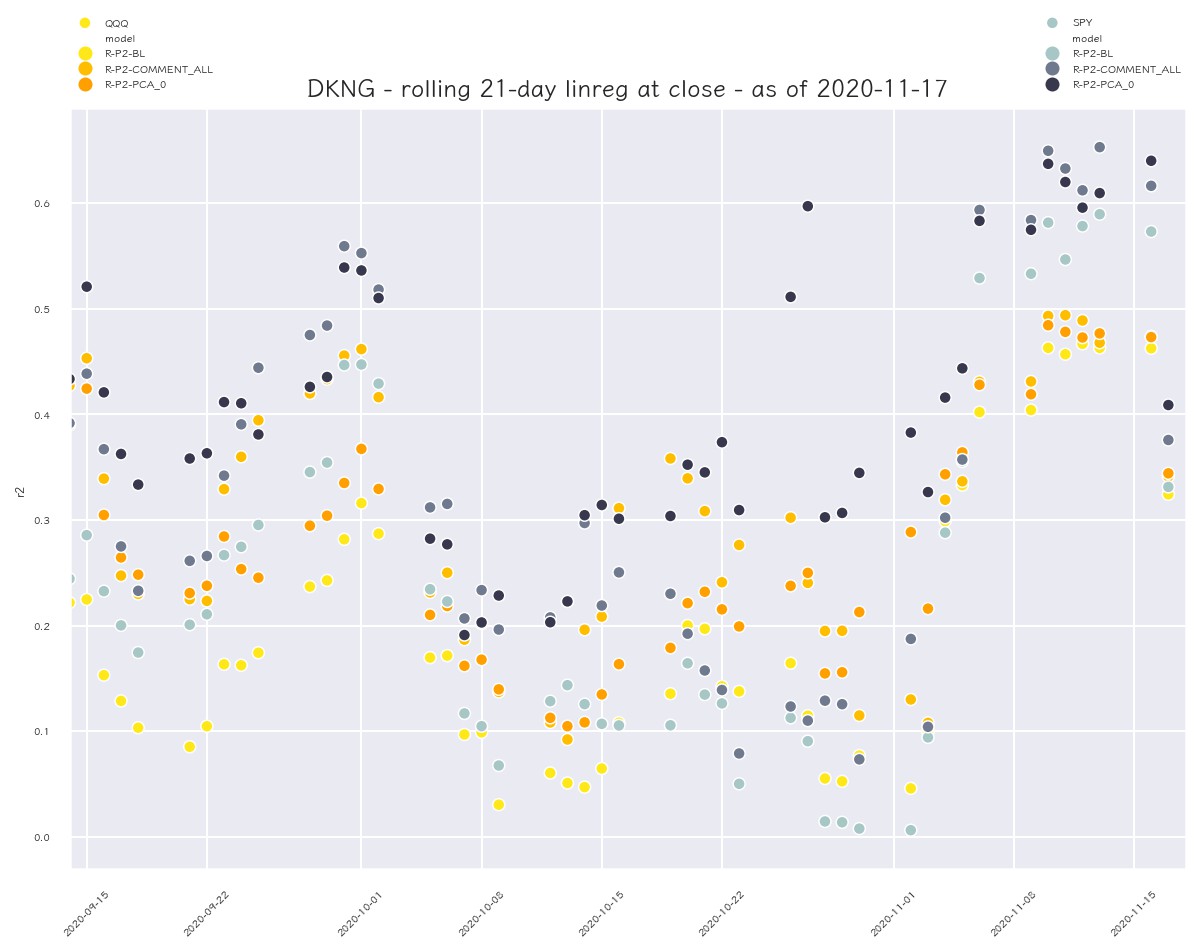 QQQ
model
R-P2-BL
R-P2-COMMENT_ALL
R-P2-PCA_0
SPY
model
R-P2-BL
R-P2-COMMENT_ALL
R-P2-PCA_0
DKNG - rolling 21-day linreg at close - as of 2020-11-17
r2
0.6
0.5
0.4
0.3
0.2
0.1
0.0
2020-09-15
2020-09-22
2020-10-01
2020-10-08
2020-10-15
2020-10-22
2020-11-01
2020-11-08
2020-11-15